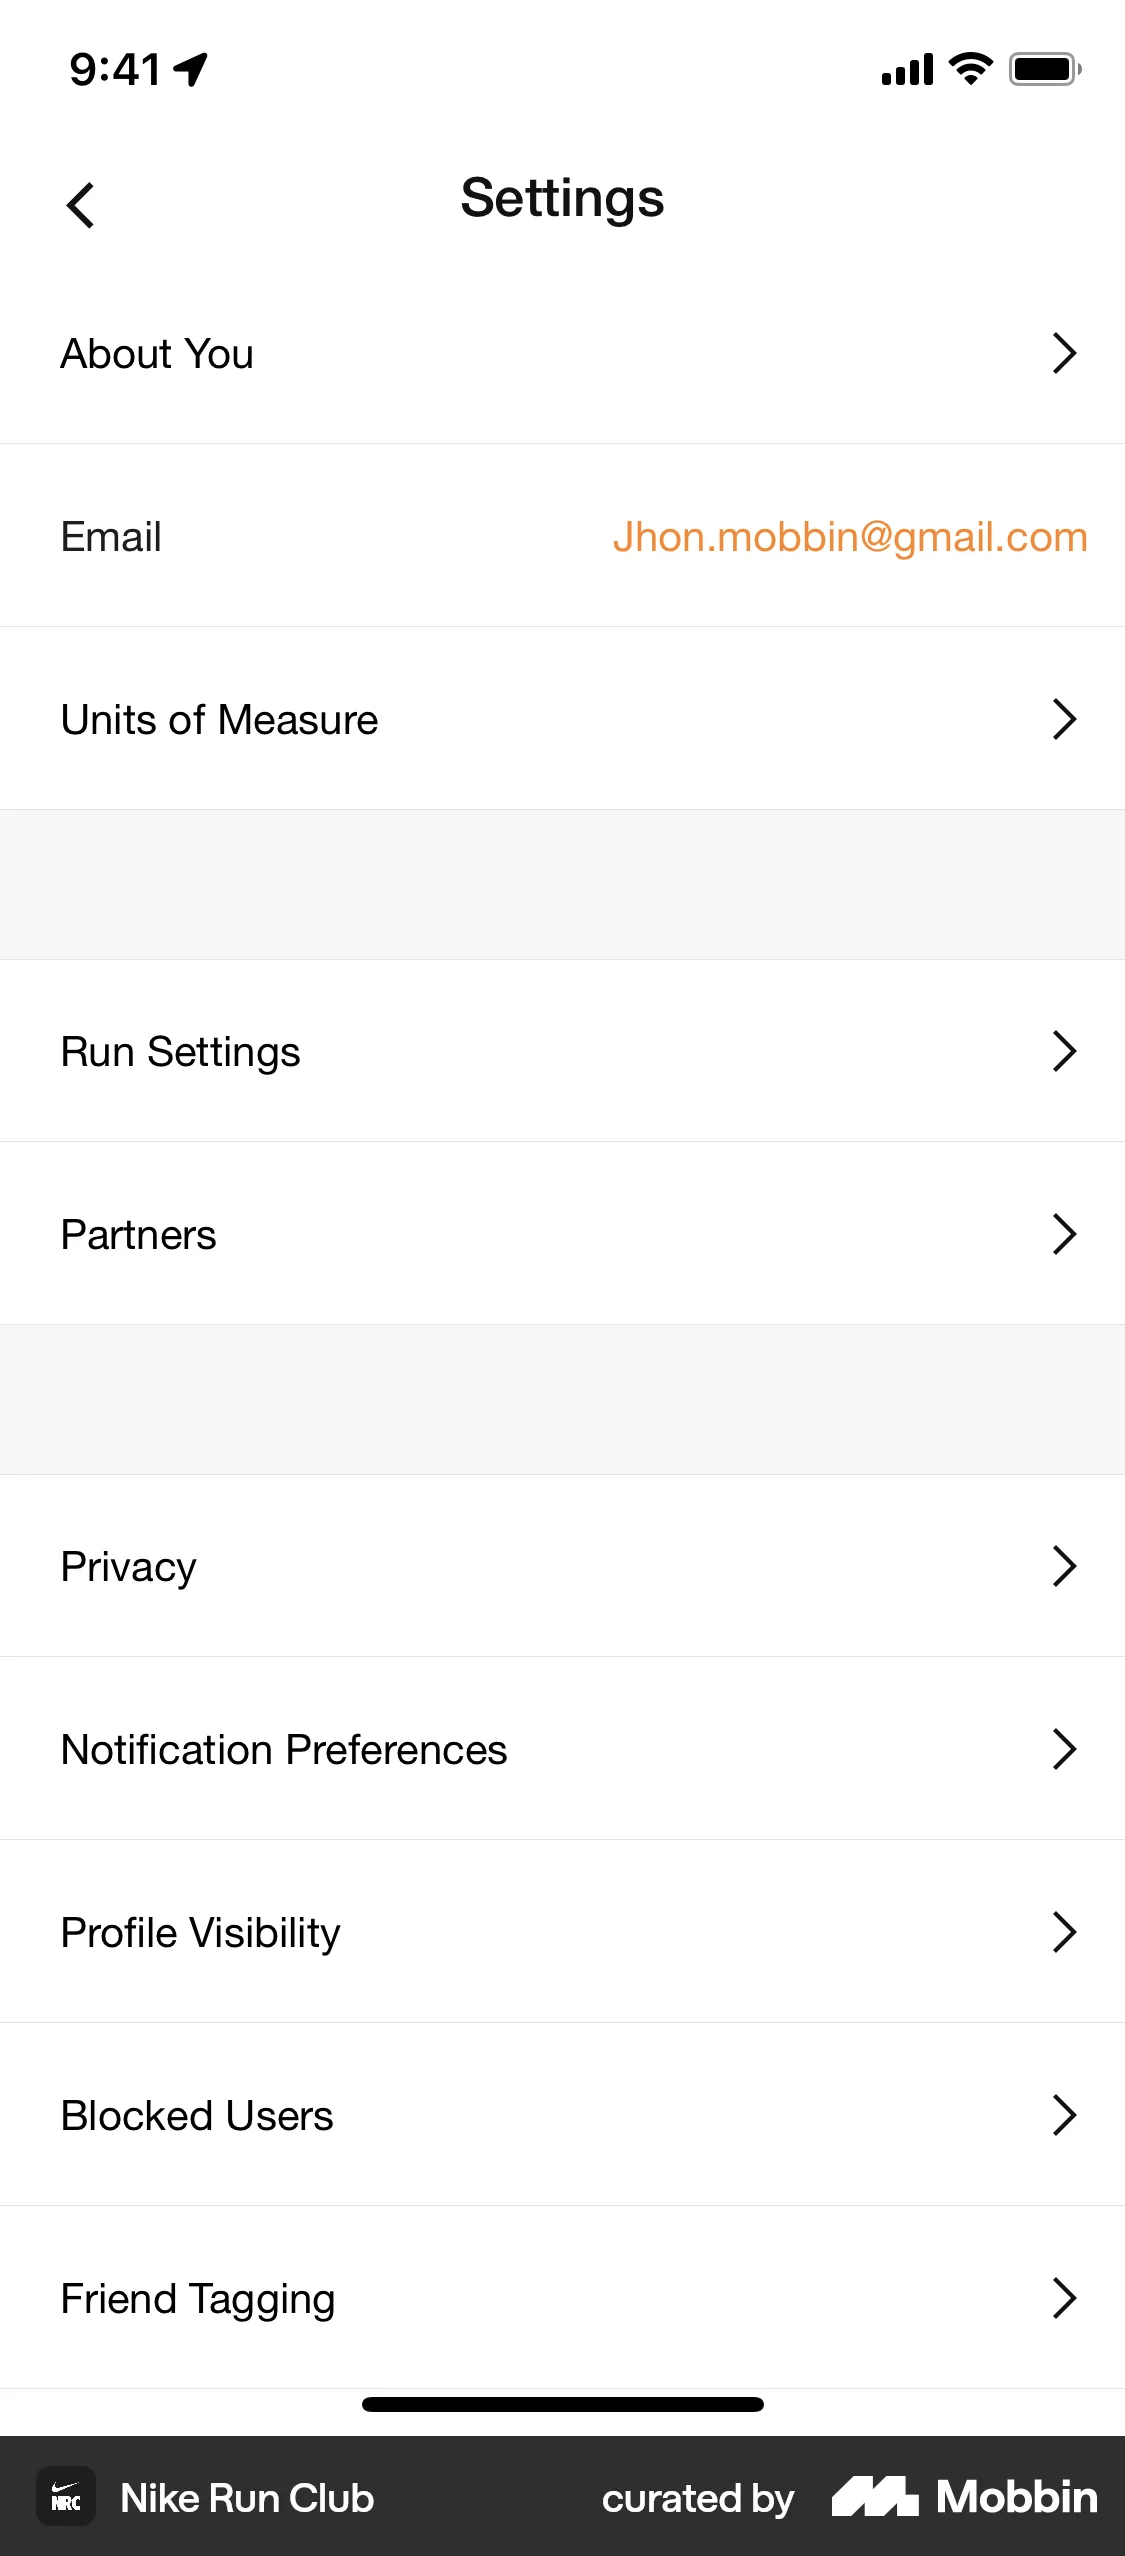 9:41
Settings
About You
Email Jhon.mobbin@gmail.com
Units of Measure
Run Settings
Partners
Privacy
Notification Preferences
Profile Visibility
Blocked Users
Friend Tagging
NRC Nike Run Club curated by Mobbin